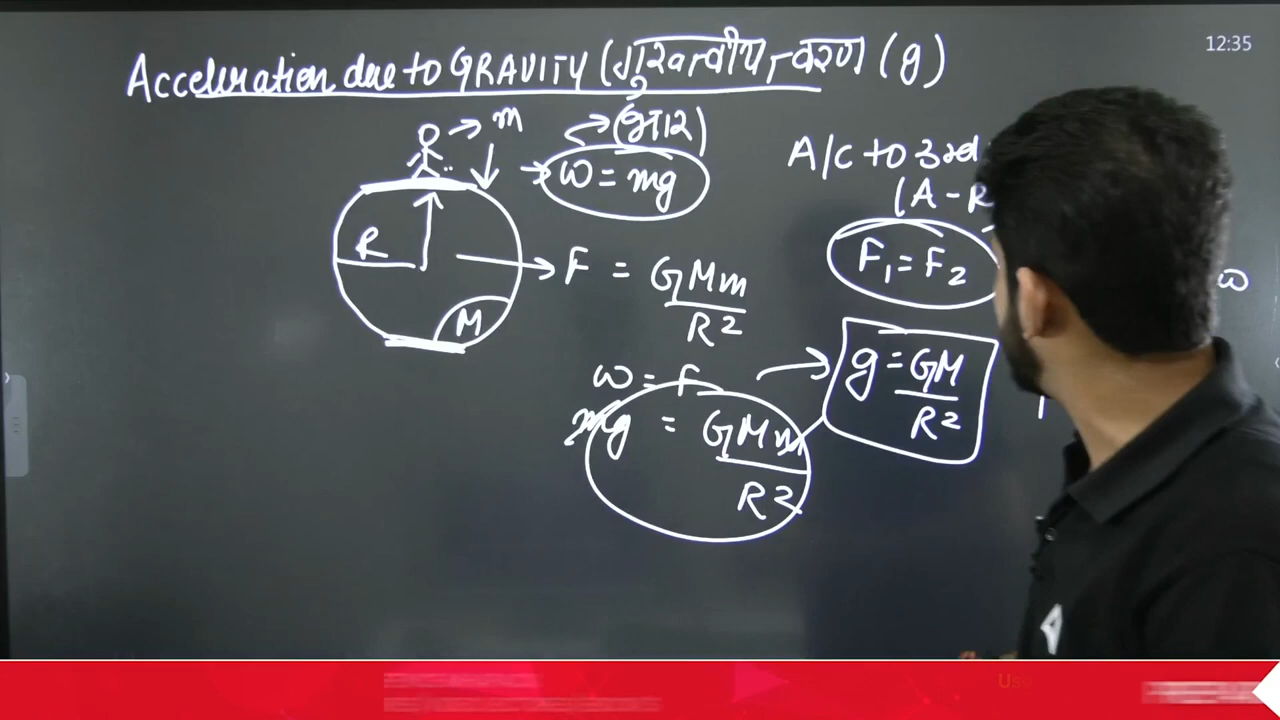 12:35
Acceleration due to GRAVITY (गुरुत्वीय त्वरण) (g)
m
(भार)
W = mg
A/c to 3rd
(A - R
R
F = GMm
R2
F1 = F2
ω
M
W = F
mg = GMm
R2
g = GM
R2